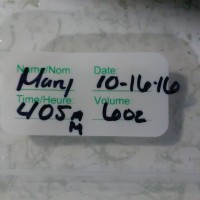 Name/Nom: Date:
Mary 10-16-16
Time/Heure: Volume:
405 AM 6oz